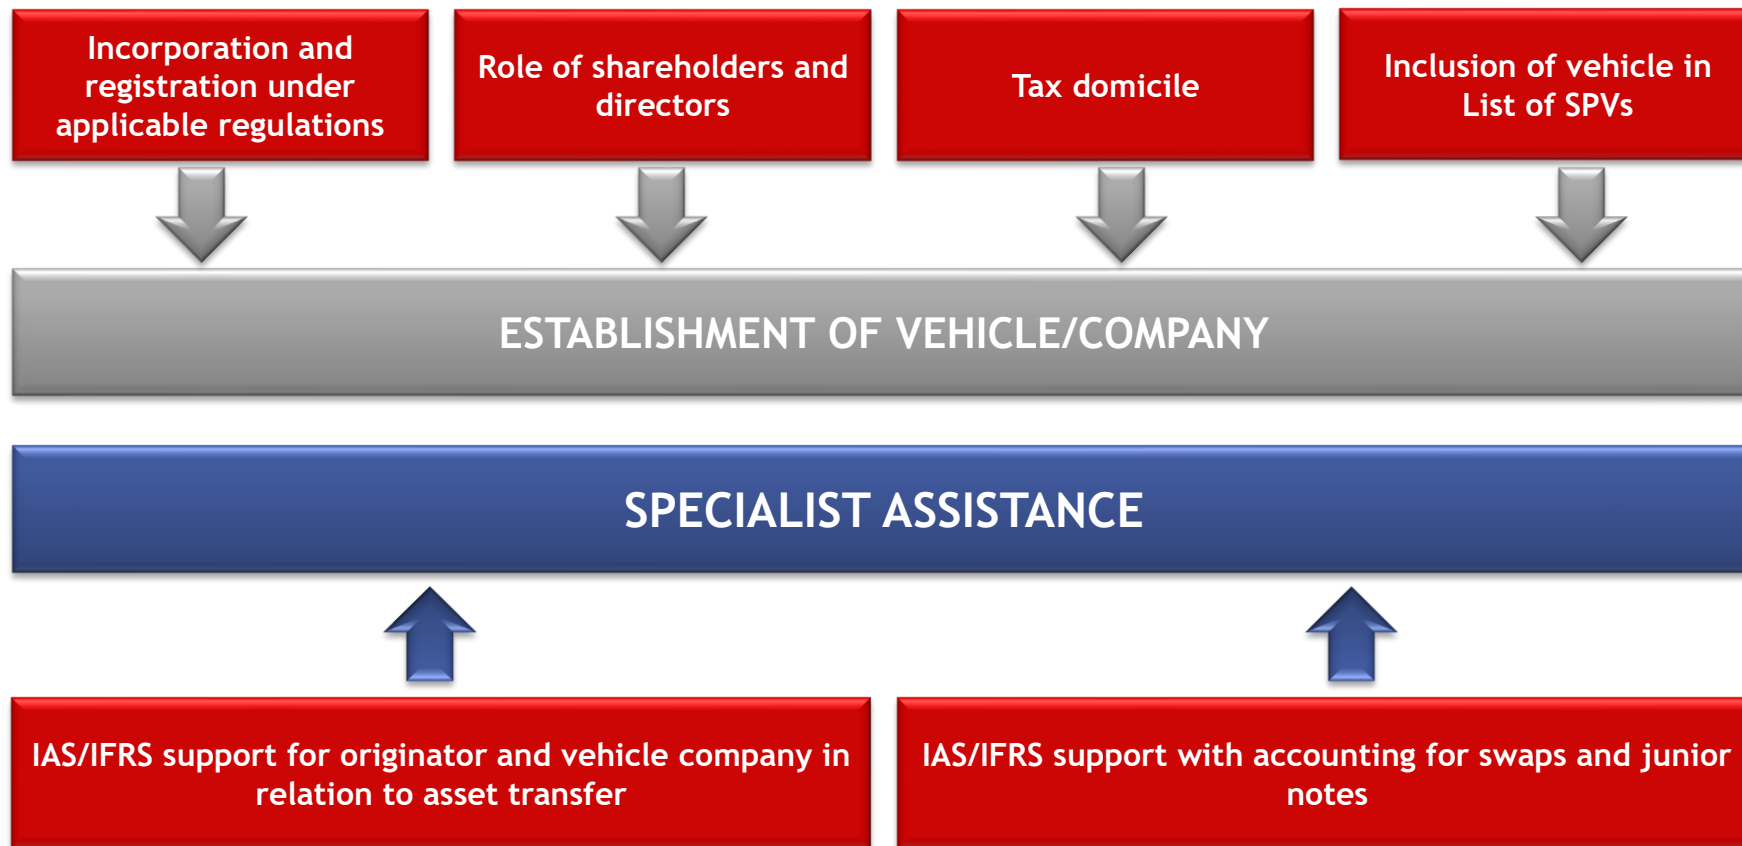 Incorporation and
registration under
applicable regulations
Role of shareholders and
directors
Tax domicile
Inclusion of vehicle in
List of SPVs
ESTABLISHMENT OF VEHICLE/COMPANY
SPECIALIST ASSISTANCE
IAS/IFRS support for originator and vehicle company in
relation to asset transfer
IAS/IFRS support with accounting for swaps and junior
notes